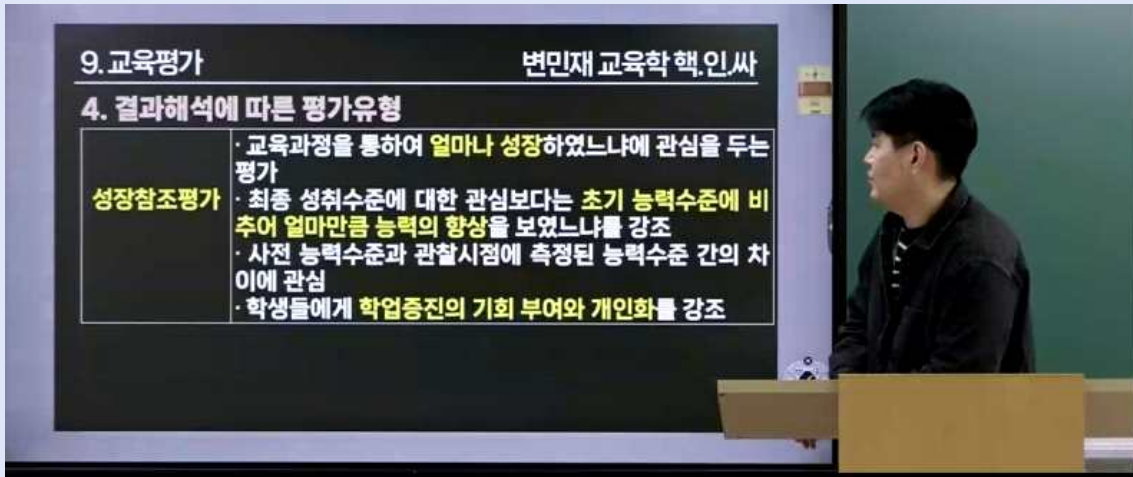 9. 교육평가
변민재 교육학 핵.인.싸
4. 결과해석에 따른 평가유형
성장참조평가
· 교육과정을 통하여 얼마나 성장하였느냐에 관심을 두는
평가
· 최종 성취수준에 대한 관심보다는 초기 능력수준에 비
추어 얼마만큼 능력의 향상을 보였느냐를 강조
· 사전 능력수준과 관찰시점에 측정된 능력수준 간의 차
이에 관심
· 학생들에게 학업증진의 기회 부여와 개인화를 강조